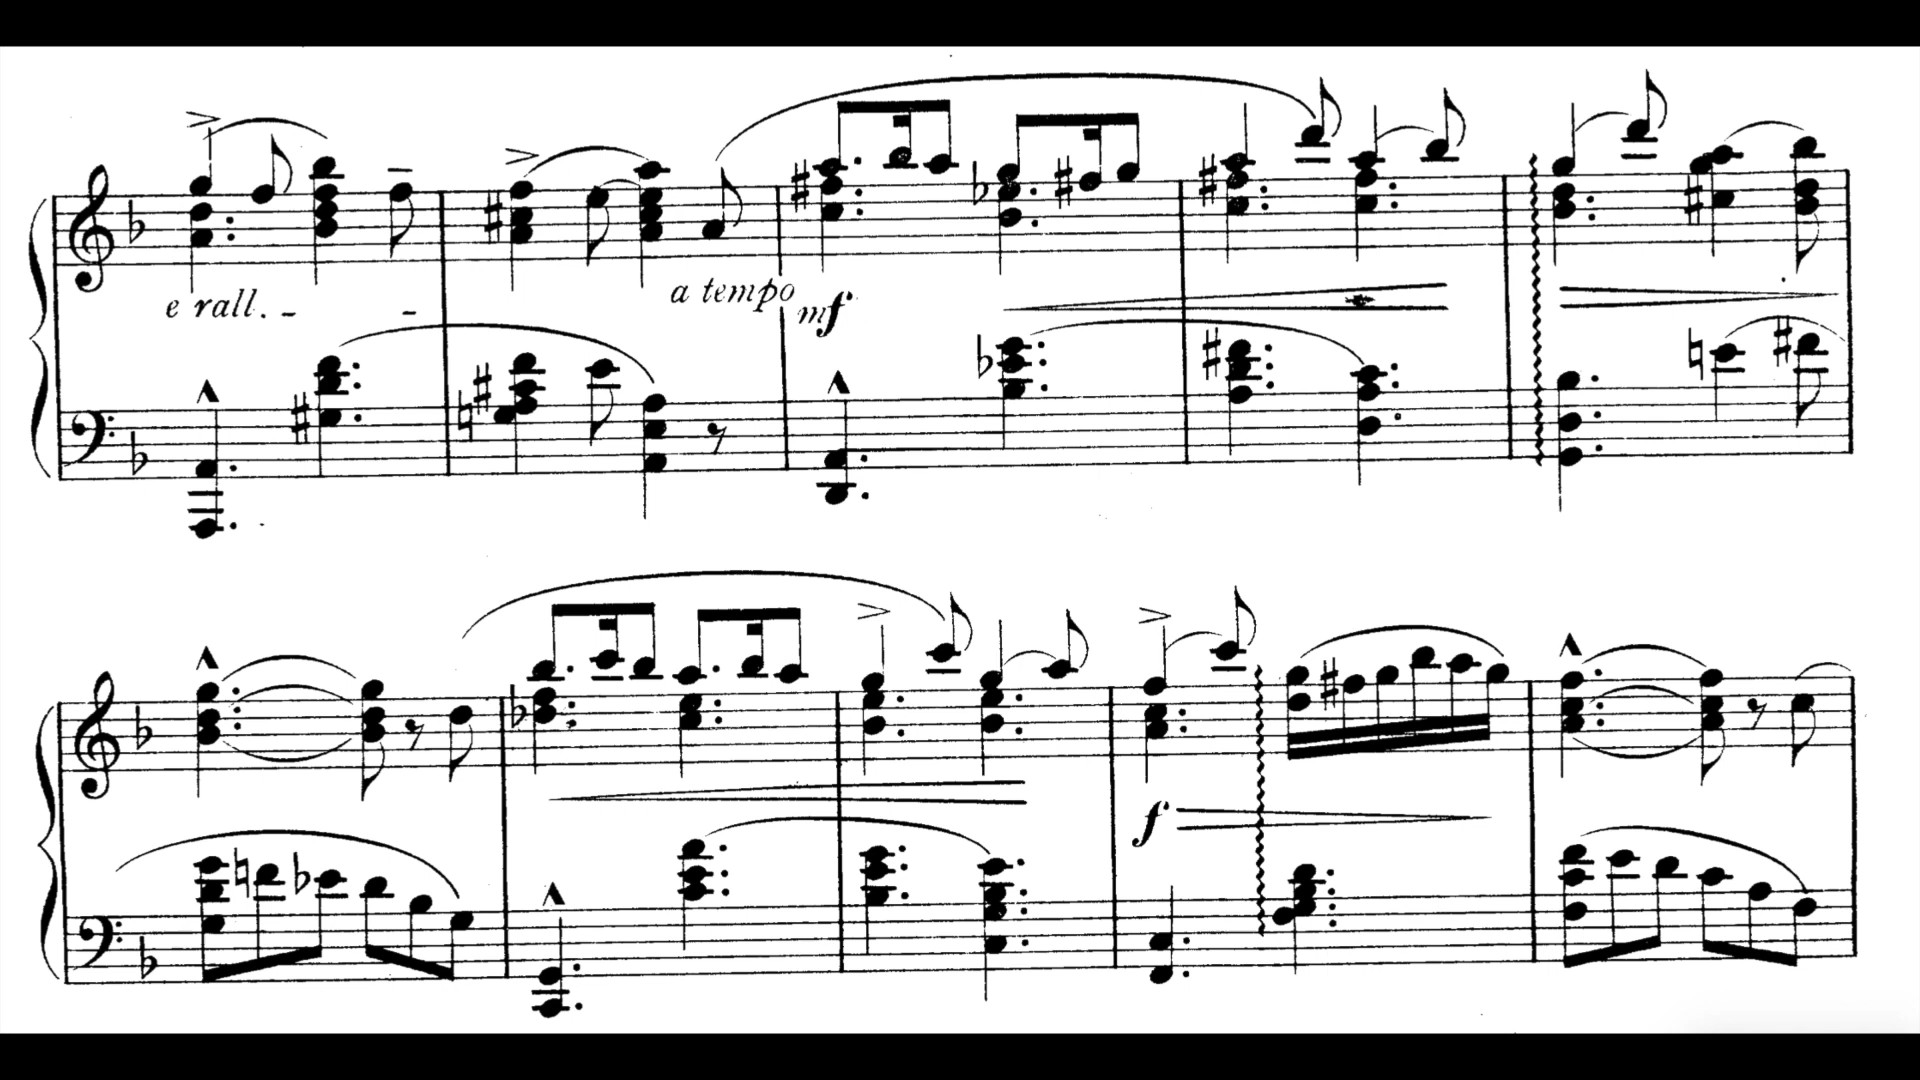 e rall. - -
a tempo
mf
f